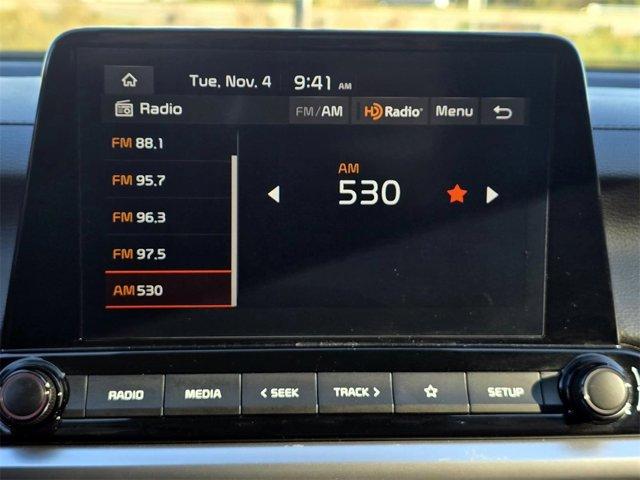 Tue, Nov. 4 9:41 AM
Radio FM/AM HD Radio® Menu
FM 88.1
FM 95.7
FM 96.3
FM 97.5
AM 530
AM
530
RADIO MEDIA < SEEK TRACK > SETUP